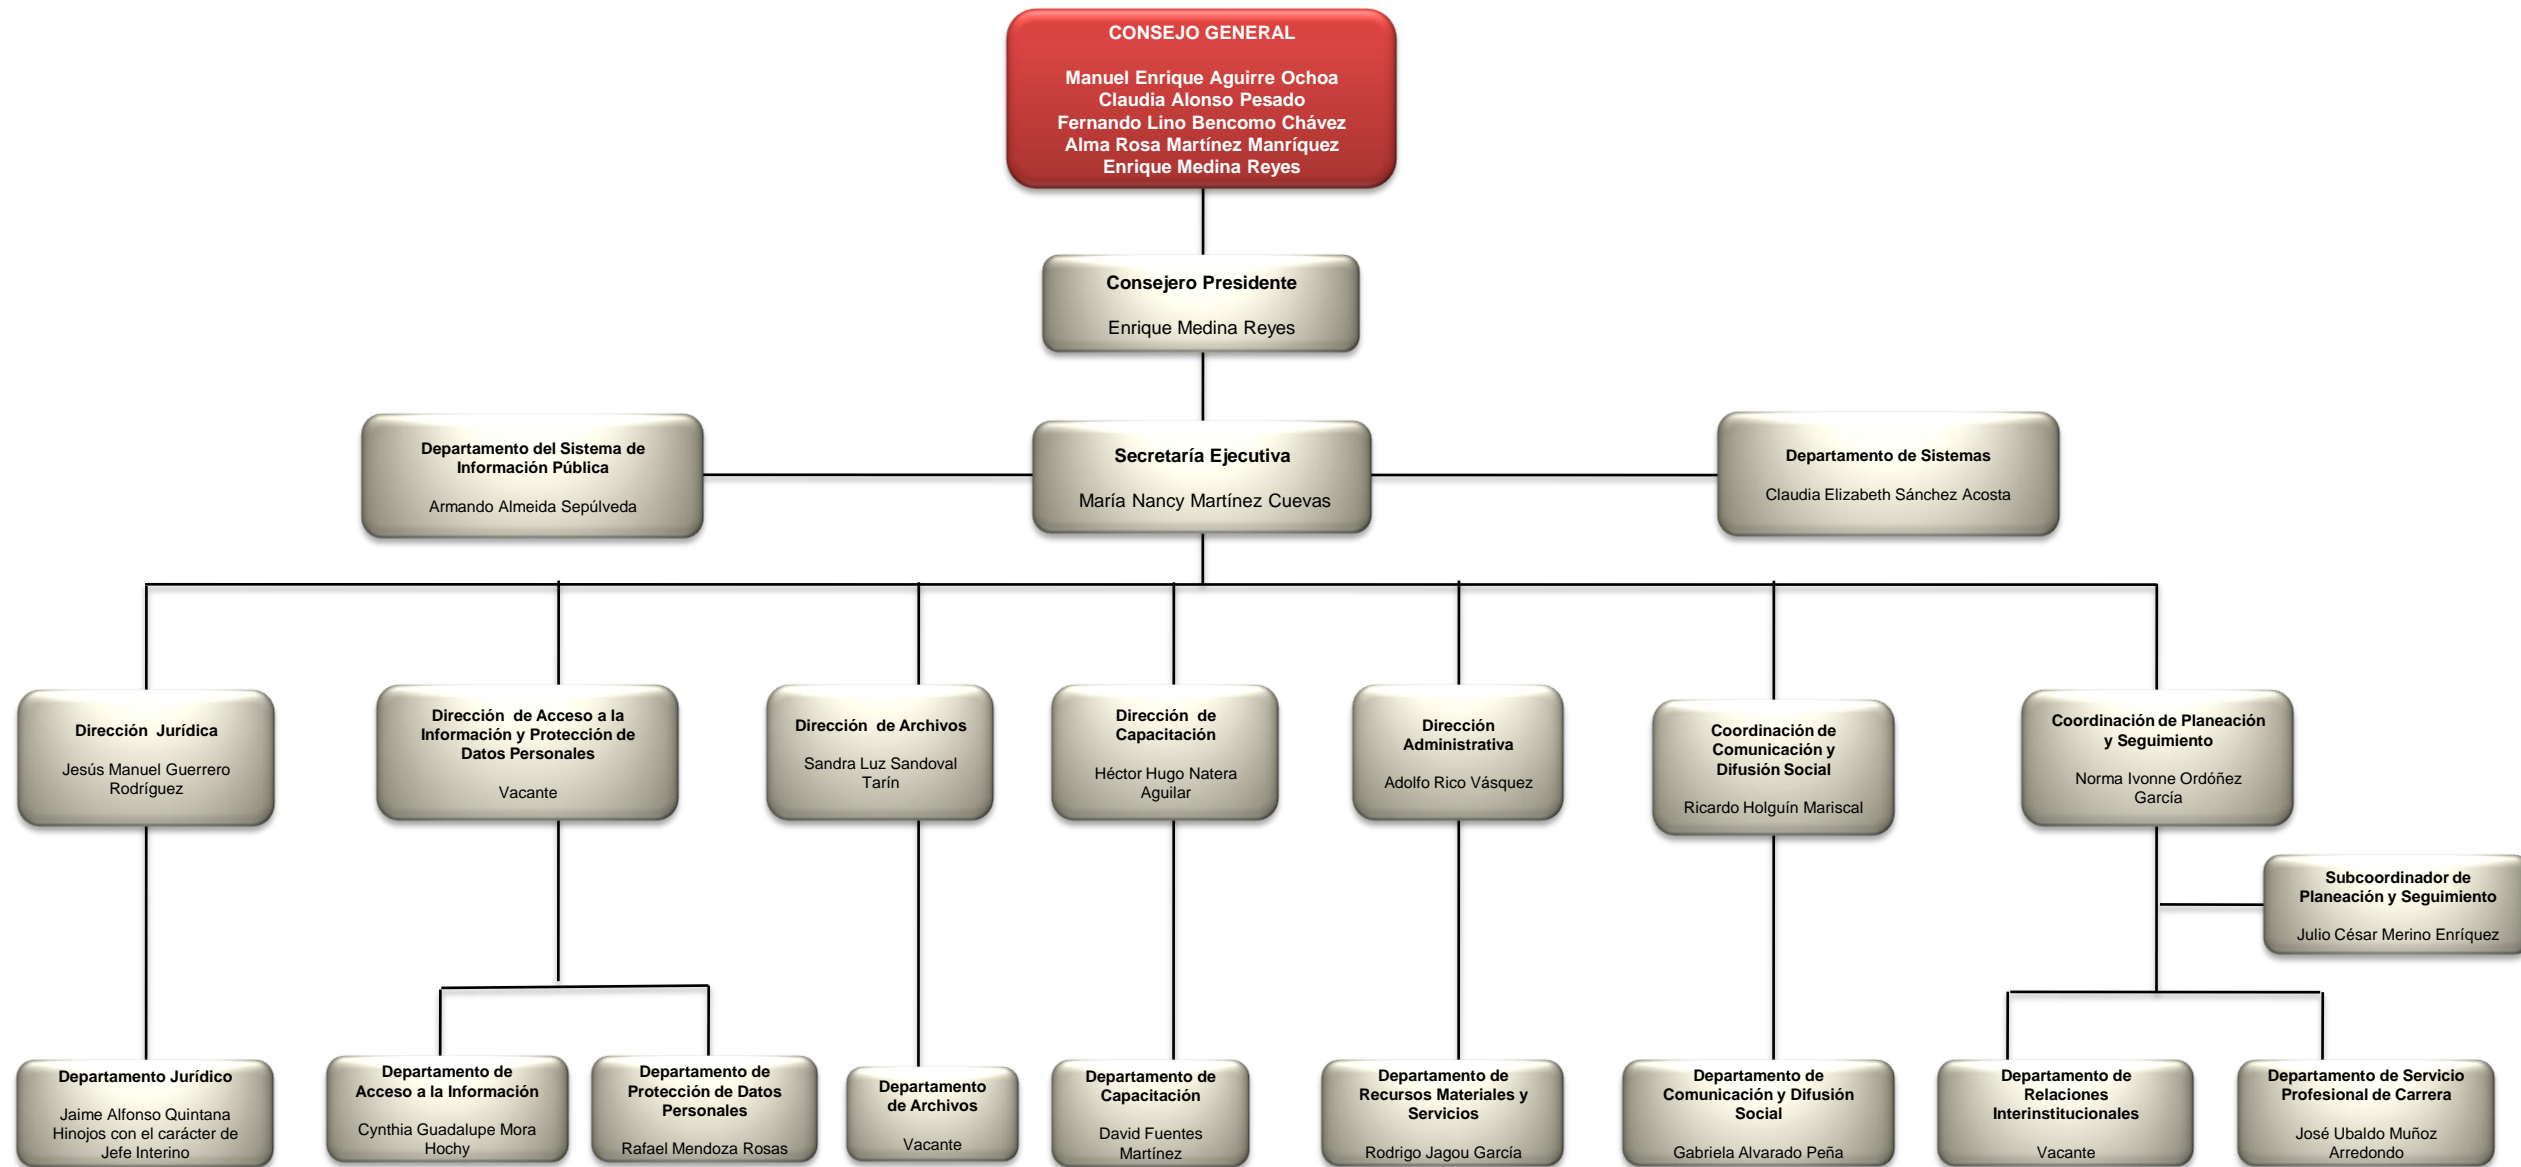 CONSEJO GENERAL
Manuel Enrique Aguirre Ochoa
Claudia Alonso Pesado
Fernando Lino Bencomo Chávez
Alma Rosa Martínez Manríquez
Enrique Medina Reyes
Consejero Presidente
Enrique Medina Reyes
Departamento del Sistema de
Información Pública
Armando Almeida Sepúlveda
Secretaría Ejecutiva
María Nancy Martínez Cuevas
Departamento de Sistemas
Claudia Elizabeth Sánchez Acosta
Dirección Jurídica
Jesús Manuel Guerrero
Rodríguez
Dirección de Acceso a la
Información y Protección de
Datos Personales
Vacante
Dirección de Archivos
Sandra Luz Sandoval
Tarín
Dirección de
Capacitación
Héctor Hugo Natera
Aguilar
Dirección
Administrativa
Adolfo Rico Vásquez
Coordinación de
Comunicación y
Difusión Social
Ricardo Holguín Mariscal
Coordinación de Planeación
y Seguimiento
Norma Ivonne Ordóñez
García
Subcoordinador de
Planeación y Seguimiento
Julio César Merino Enríquez
Departamento Jurídico
Jaime Alfonso Quintana
Hinojos con el carácter de
Jefe Interino
Departamento de
Acceso a la Información
Cynthia Guadalupe Mora
Hochy
Departamento de
Protección de Datos
Personales
Rafael Mendoza Rosas
Departamento
de Archivos
Vacante
Departamento de
Capacitación
David Fuentes
Martínez
Departamento de
Recursos Materiales y
Servicios
Rodrigo Jagou García
Departamento de
Comunicación y Difusión
Social
Gabriela Alvarado Peña
Departamento de
Relaciones
Interinstitucionales
Vacante
Departamento de Servicio
Profesional de Carrera
José Ubaldo Muñoz
Arredondo